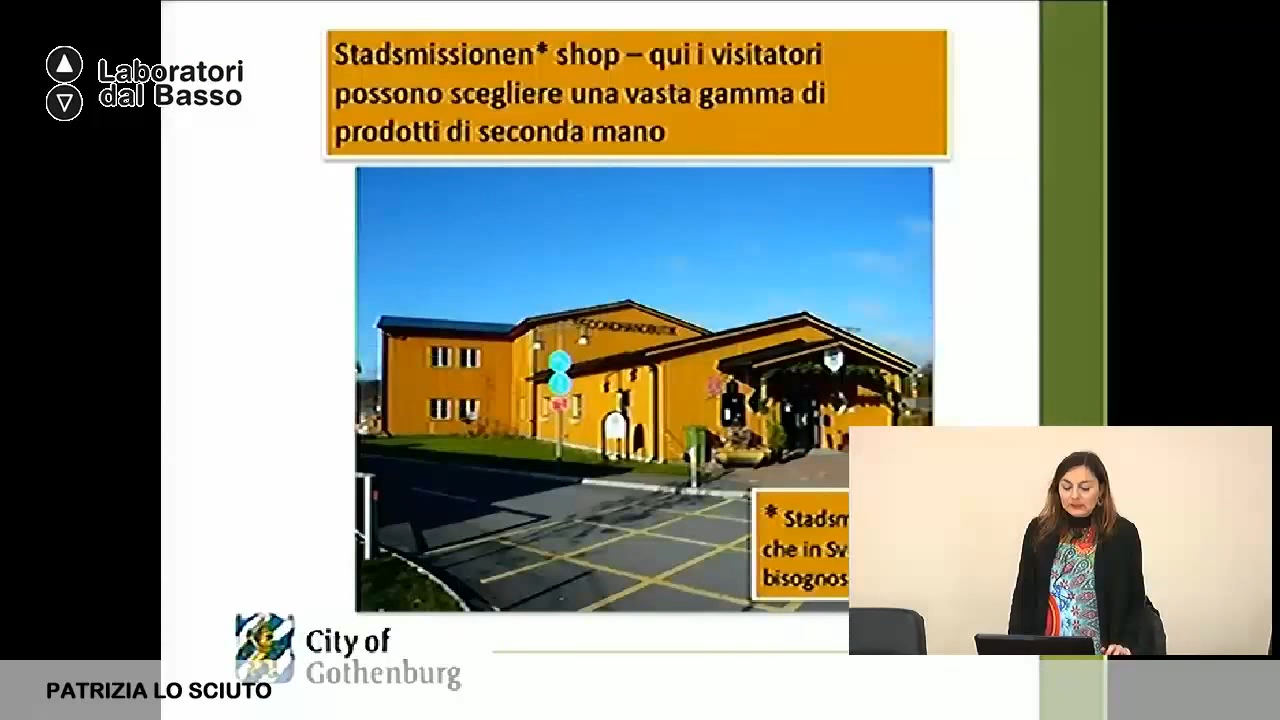 Laboratori
dal Basso
Stadsmissionen* shop – qui i visitatori
possono scegliere una vasta gamma di
prodotti di seconda mano
* Stadsm
che in Sv
bisognos
City of
Gothenburg
PATRIZIA LO SCIUTO